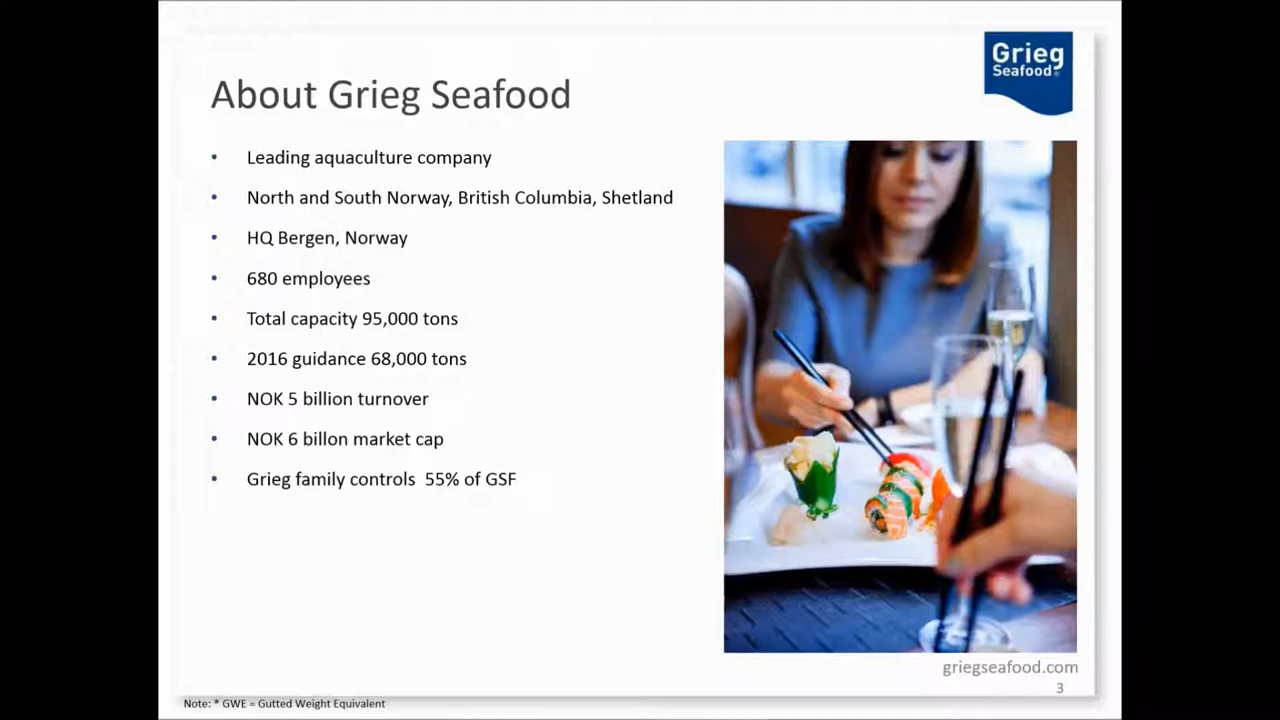 Grieg
Seafood®
About Grieg Seafood
• Leading aquaculture company
• North and South Norway, British Columbia, Shetland
• HQ Bergen, Norway
• 680 employees
• Total capacity 95,000 tons
• 2016 guidance 68,000 tons
• NOK 5 billion turnover
• NOK 6 billon market cap
• Grieg family controls  55% of GSF
griegseafood.com
3
Note: * GWE = Gutted Weight Equivalent